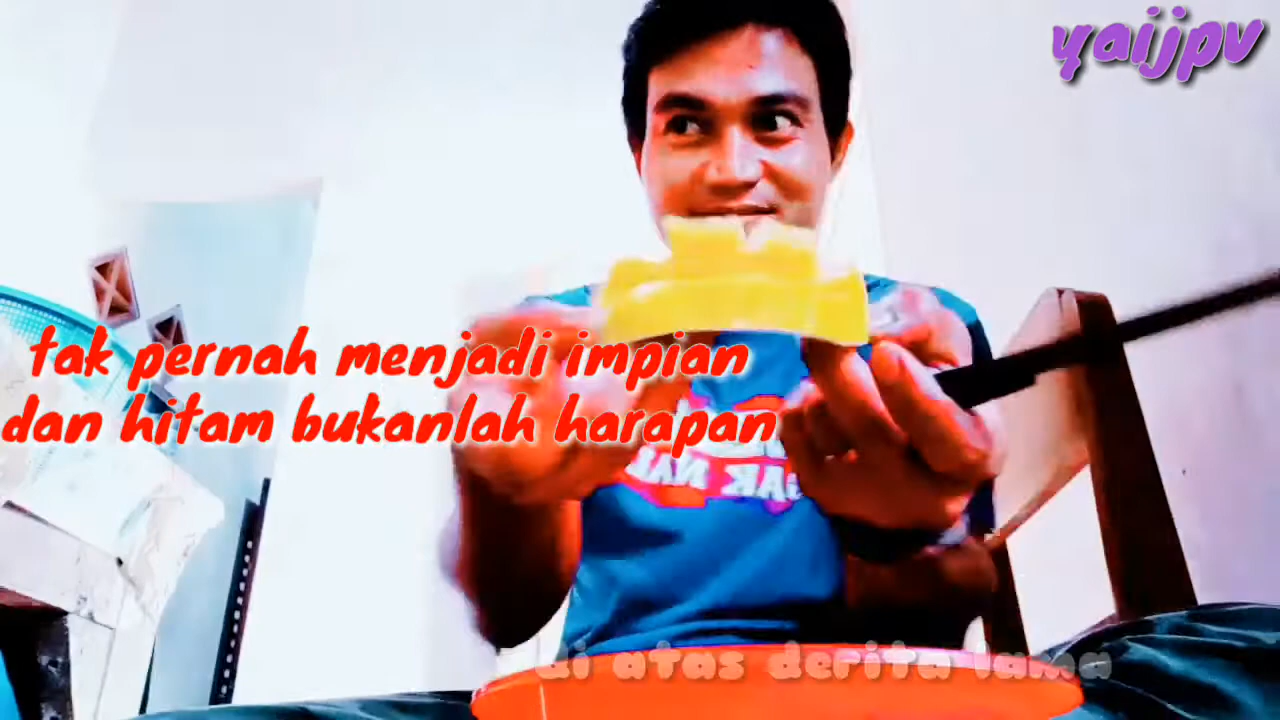 yaijpv
tak pernah menjadi impian
dan hitam bukanlah harapan
di atas derita lama